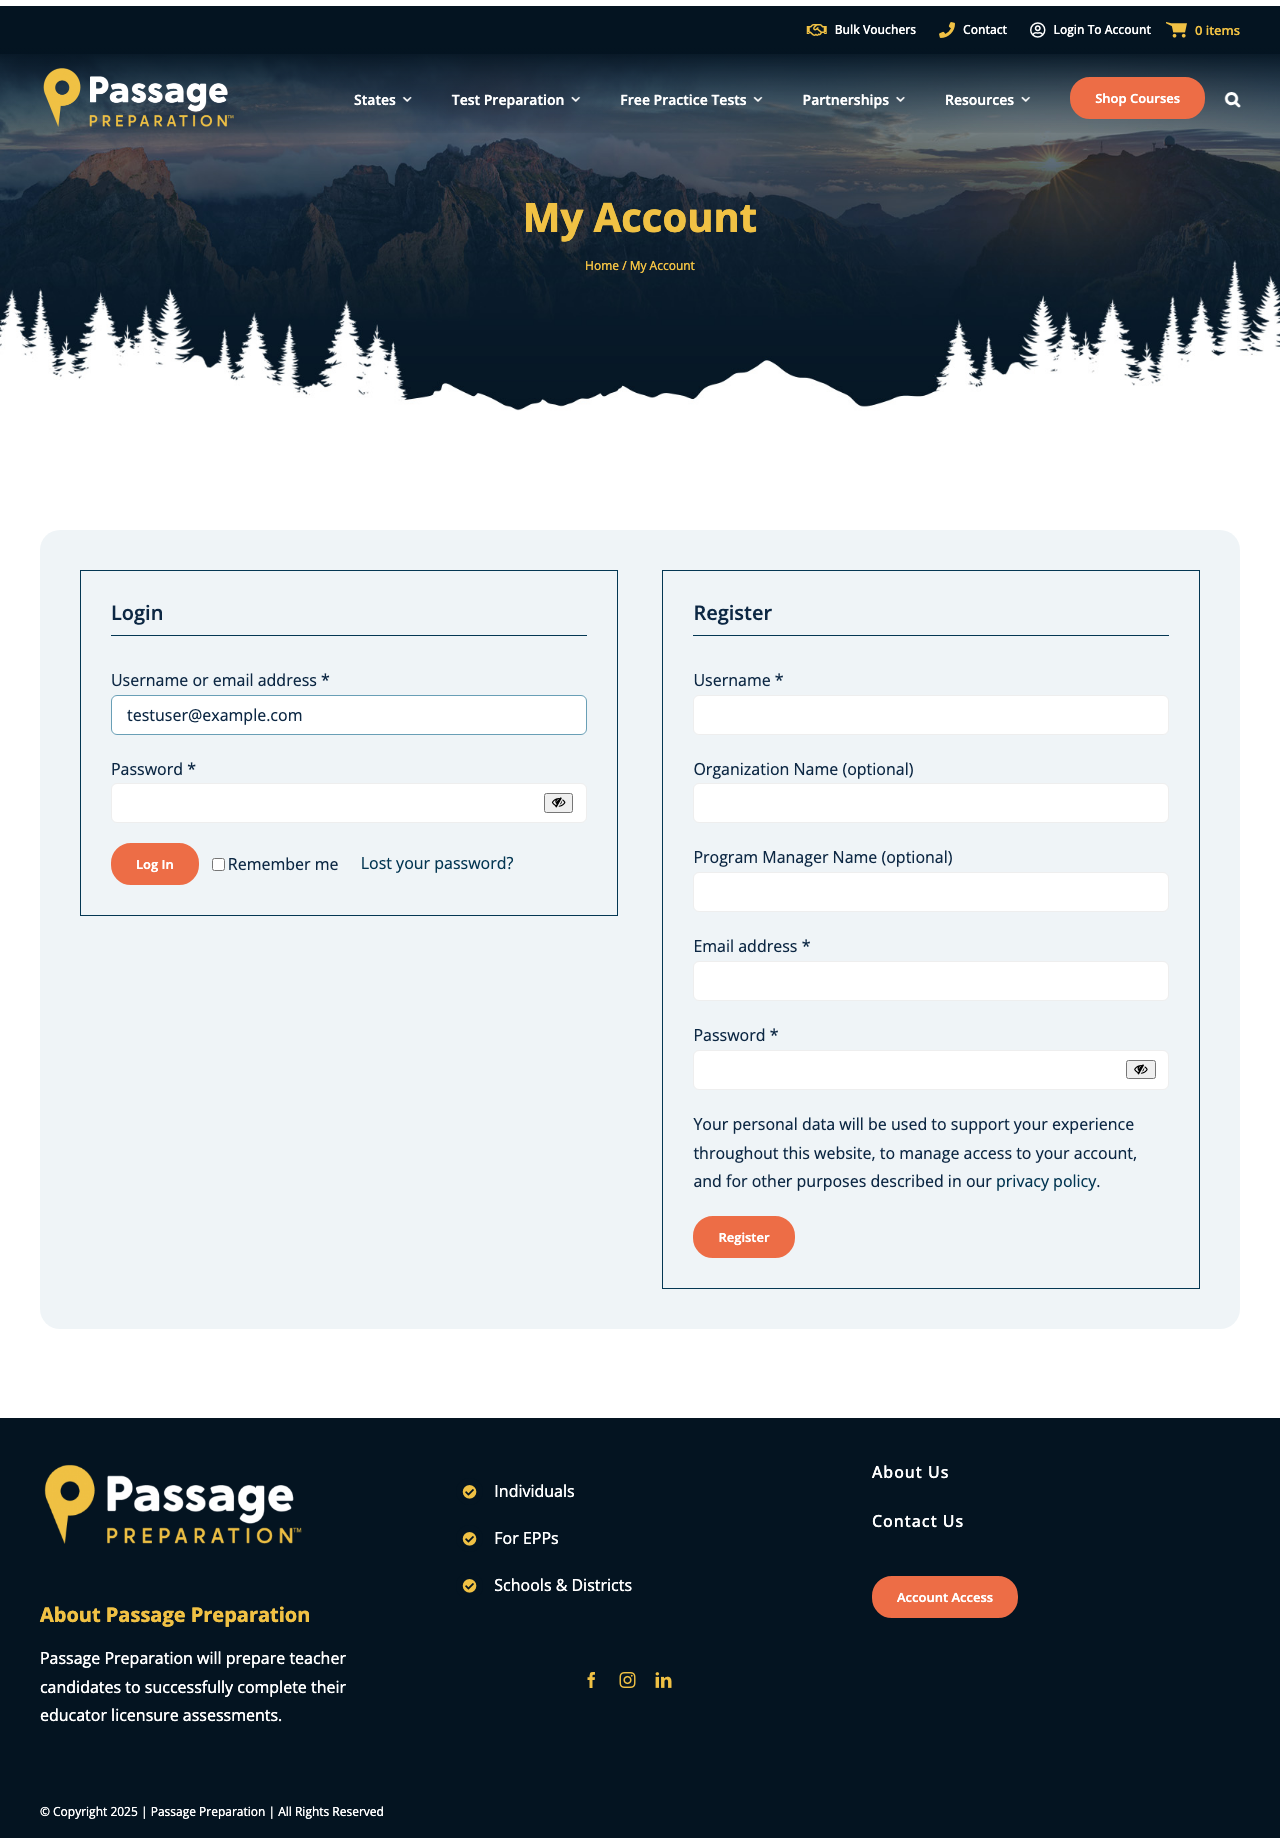 Bulk Vouchers
Contact
Login To Account
0 items
Passage
PREPARATION™
States
Test Preparation
Free Practice Tests
Partnerships
Resources
Shop Courses
My Account
Home / My Account
Login
Username or email address *
testuser@example.com
Password *
Log In
Remember me
Lost your password?
Register
Username *
Organization Name (optional)
Program Manager Name (optional)
Email address *
Password *
Your personal data will be used to support your experience
throughout this website, to manage access to your account,
and for other purposes described in our privacy policy.
Register
Passage
PREPARATION™
About Passage Preparation
Passage Preparation will prepare teacher
candidates to successfully complete their
educator licensure assessments.
Individuals
For EPPs
Schools & Districts
About Us
Contact Us
Account Access
© Copyright 2025 | Passage Preparation | All Rights Reserved